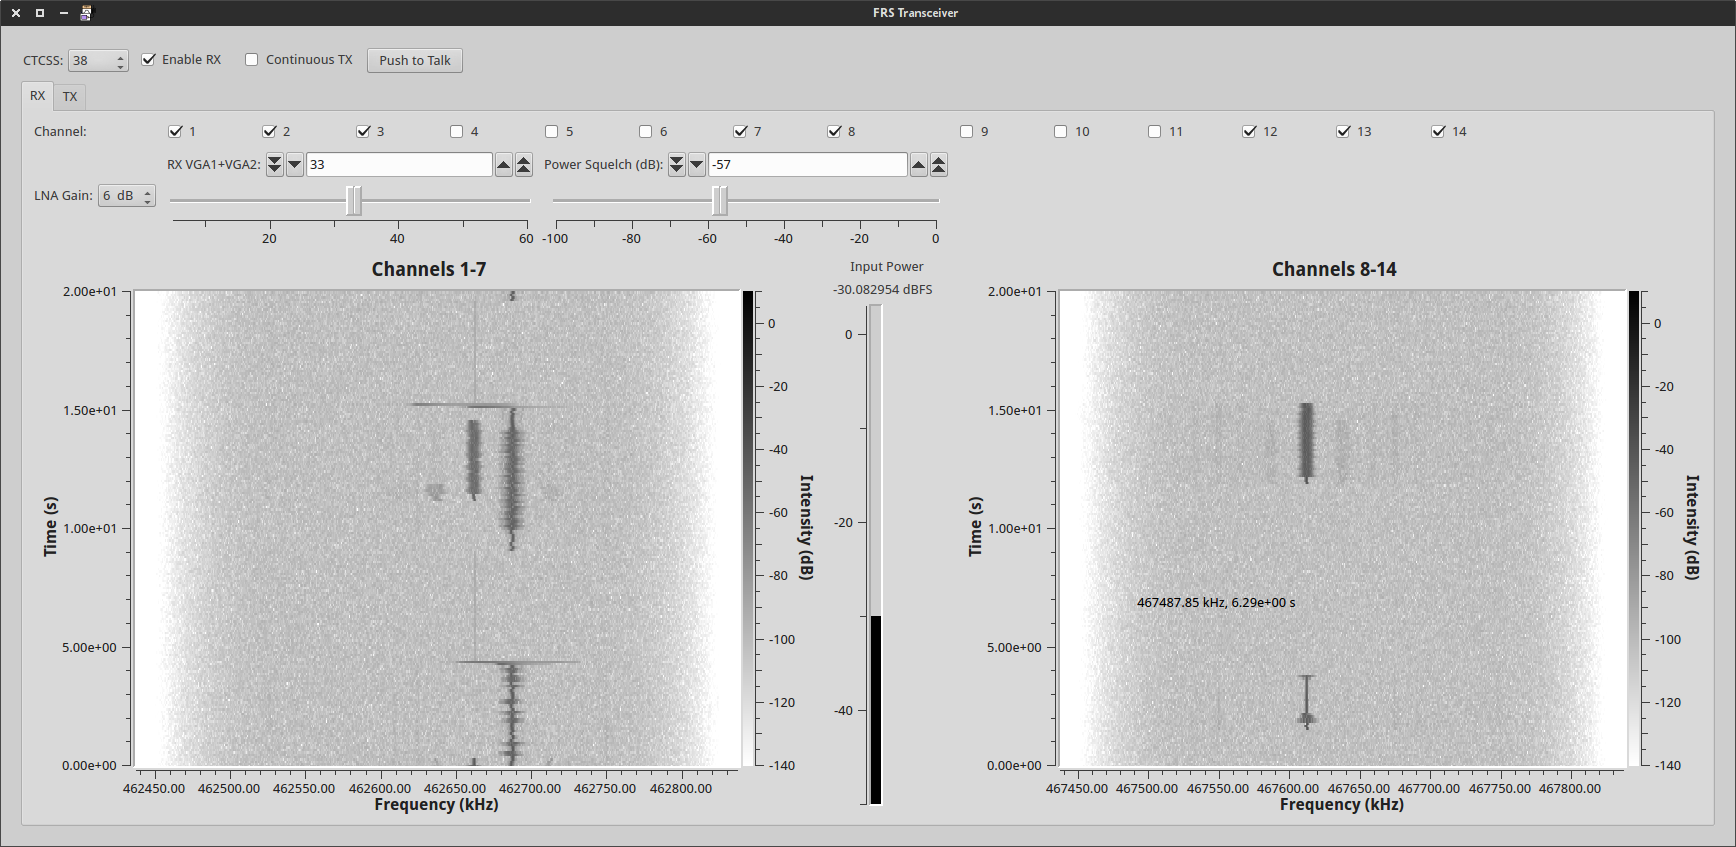 FRS Transceiver
CTCSS: 38 Enable RX Continuous TX Push to Talk
RX TX
Channel: 1 2 3 4 5 6 7 8 9 10 11 12 13 14
RX VGA1+VGA2: 33 Power Squelch (dB): -57
LNA Gain: 6 dB
20 40 60 -100 -80 -60 -40 -20 0
Channels 1-7
2.00e+01
1.50e+01
1.00e+01
5.00e+00
0.00e+00
Time (s)
462450.00 462500.00 462550.00 462600.00 462650.00 462700.00 462750.00 462800.00
Frequency (kHz)
0
-20
-40
-60
-80
-100
-120
-140
Intensity (dB)
Input Power
-30.082954 dBFS
0
-20
-40
Channels 8-14
2.00e+01
1.50e+01
1.00e+01
5.00e+00
0.00e+00
Time (s)
467487.85 kHz, 6.29e+00 s
467450.00 467500.00 467550.00 467600.00 467650.00 467700.00 467750.00 467800.00
Frequency (kHz)
0
-20
-40
-60
-80
-100
-120
-140
Intensity (dB)